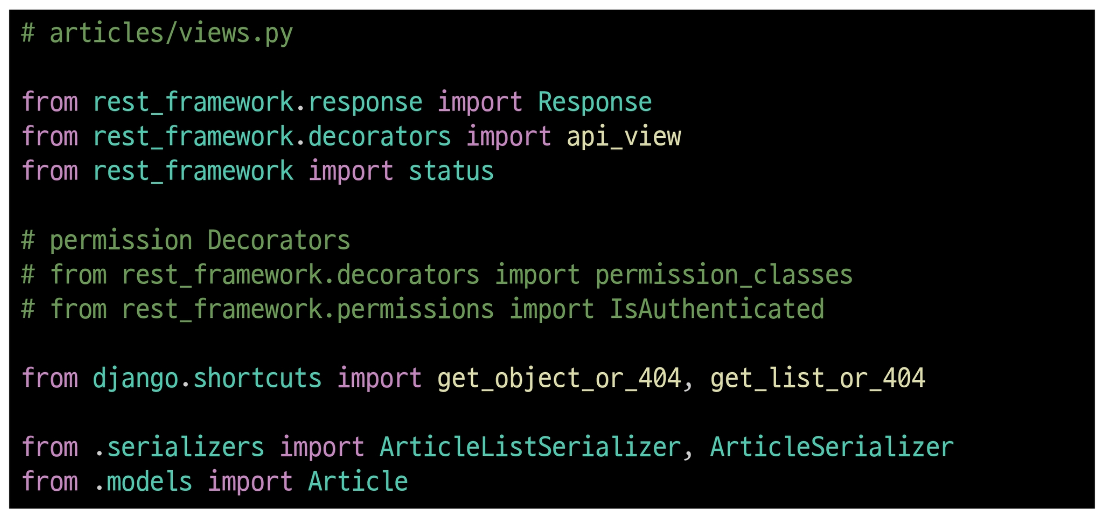 # articles/views.py
from rest_framework.response import Response
from rest_framework.decorators import api_view
from rest_framework import status
# permission Decorators
# from rest_framework.decorators import permission_classes
# from rest_framework.permissions import IsAuthenticated
from django.shortcuts import get_object_or_404, get_list_or_404
from .serializers import ArticleListSerializer, ArticleSerializer
from .models import Article